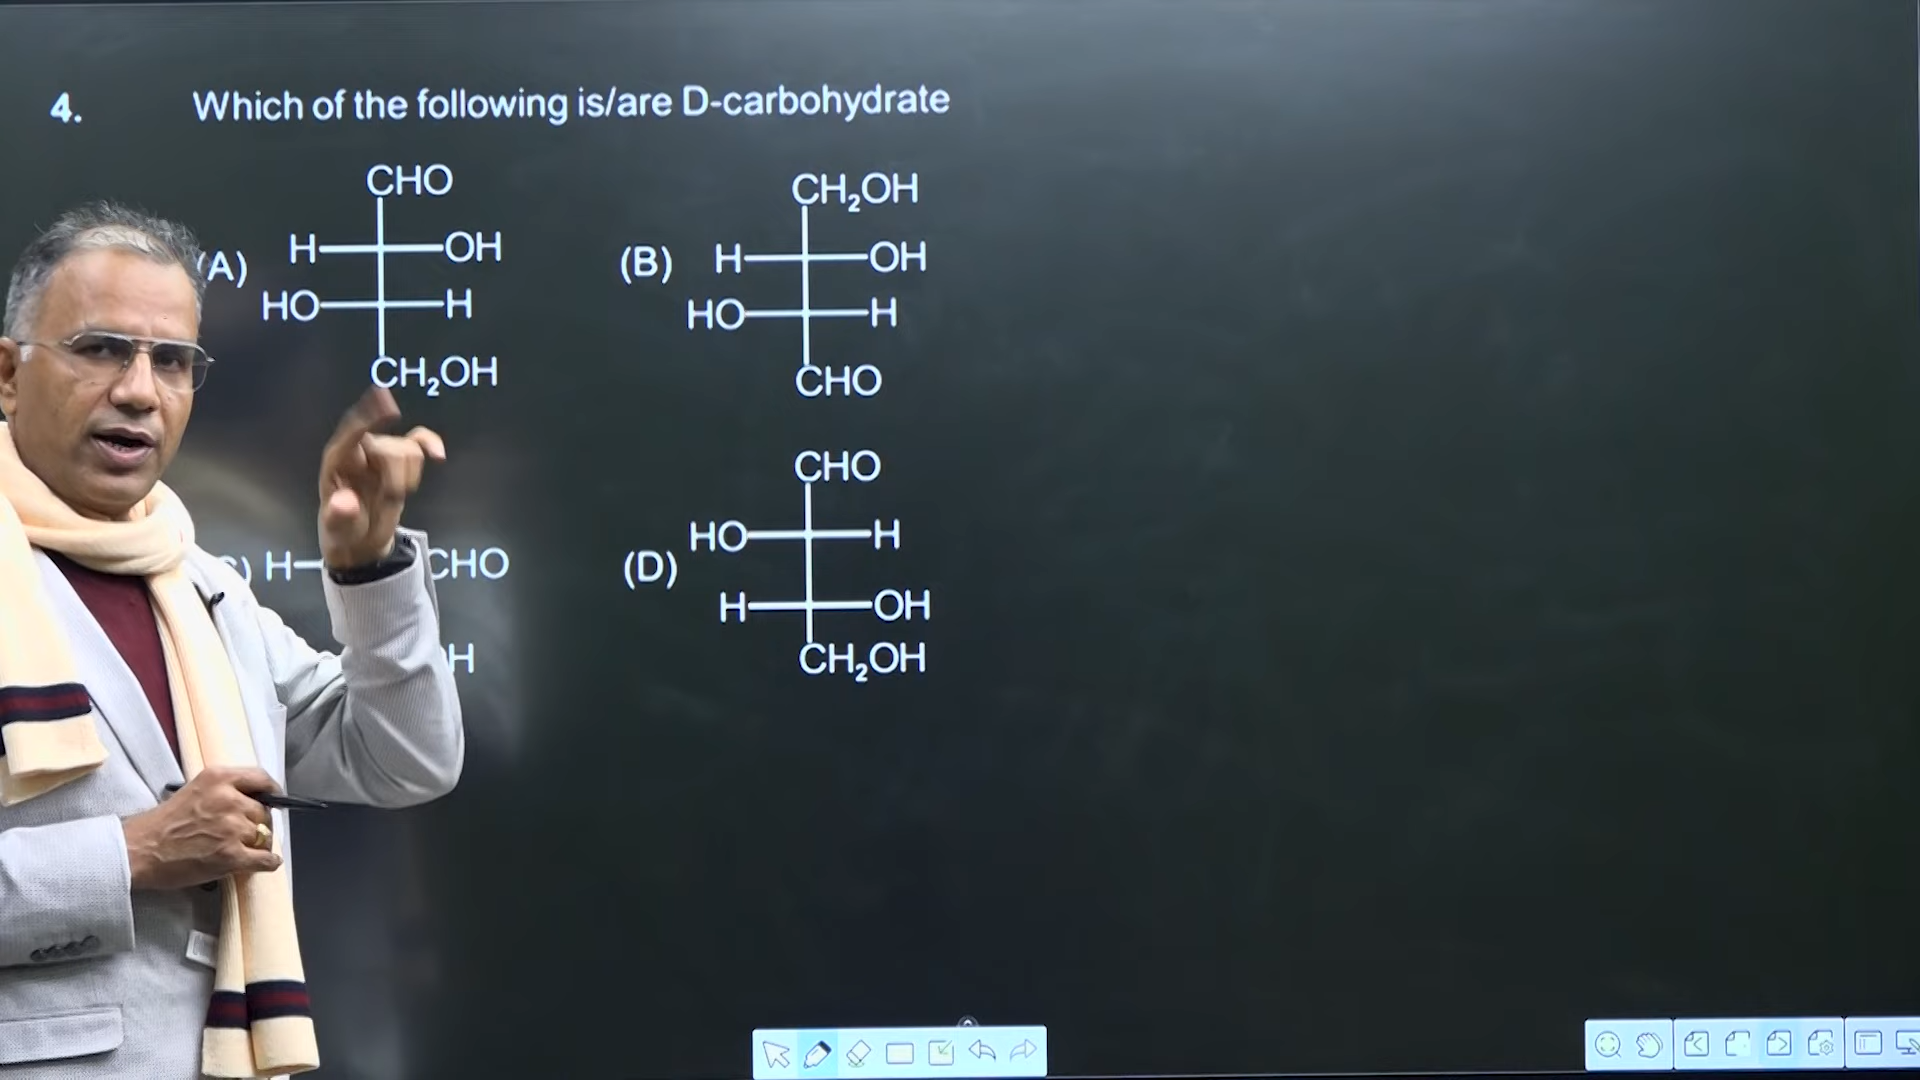 4. Which of the following is/are D-carbohydrate
(A)
CHO
H OH
HO H
CH₂OH
(B)
CH₂OH
H OH
HO H
CHO
H CHO
H
(D)
CHO
HO H
H OH
CH₂OH